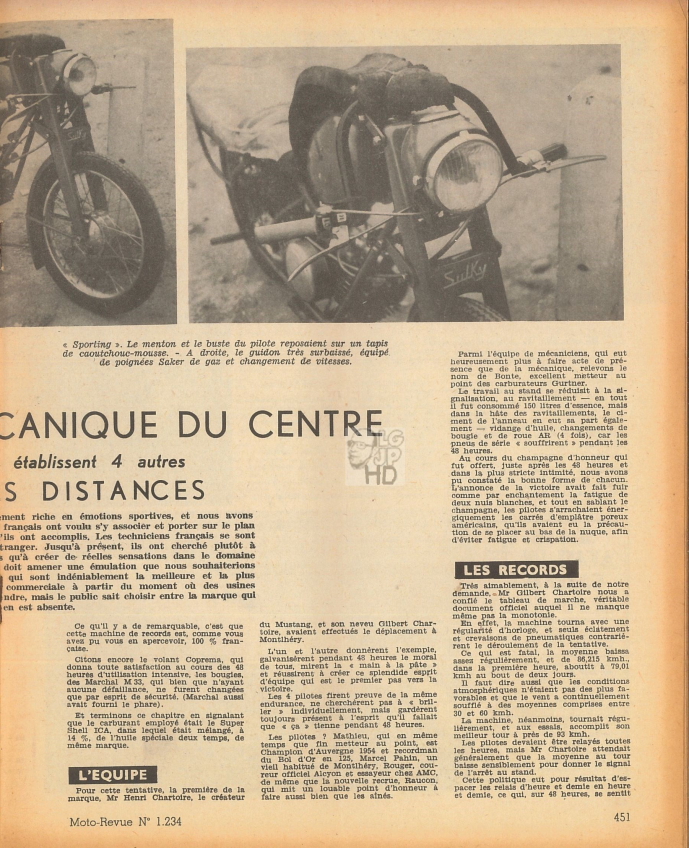 Sulky
« Sporting ». Le menton et le buste du pilote reposaient sur un tapis
de caoutchouc-mousse. - A droite, le guidon très surbaissé, équipé
de poignées Saker de gaz et changement de vitesses.
CANIQUE DU CENTRE
établissent 4 autres
S DISTANCES
ement riche en émotions sportives, et nous avons
français ont voulu s'y associer et porter sur le plan
'ils ont accomplis. Les techniciens français se sont
tranger. Jusqu'à présent, ils ont cherché plutôt à
s qu'à créer de réelles sensations dans le domaine
doit amener une émulation que nous souhaiterions
qui sont indéniablement la meilleure et la plus
commerciale à partir du moment où des usines
ndre, mais le public sait choisir entre la marque qui
en est absente.
Ce qu'il y a de remarquable, c'est que
cette machine de records est, comme vous
avez pu vous en apercevoir, 100 % fran-
çaise.
Citons encore le volant Coprema, qui
donna toute satisfaction au cours des 48
heures d'utilisation intensive, les bougies,
des Marchal M 33, qui bien que n'ayant
aucune défaillance, ne furent changées
que par esprit de sécurité. (Marchal aussi
avait fourni le phare).
Et terminons ce chapitre en signalant
que le carburant employé était le Super
Shell ICA, dans lequel était mélangé, à
14 %, de l'huile spéciale deux temps, de
même marque.
L'EQUIPE
Pour cette tentative, la première de la
marque, Mr Henri Chartoire, le créateur
du Mustang, et son neveu Gilbert Char-
toire, avaient effectués le déplacement à
Montlhéry.
L'un et l'autre donnèrent l'exemple,
galvanisèrent pendant 48 heures le moral
de tous, mirent la « main à la pâte »
et réussirent à créer ce splendide esprit
d'équipe qui est le premier pas vers la
victoire.
Les 4 pilotes firent preuve de la même
endurance, ne cherchèrent pas à « bril-
ler » individuellement, mais gardèrent
toujours présent à l'esprit qu'il fallait
que « ça » tienne pendant 48 heures.
Les pilotes ? Mathieu, qui en même
temps que fin metteur au point, est
Champion d'Auvergne 1954 et recordman
du Bol d'Or en 125, Marcel Pahin, un
vieil habitué de Montlhéry, Bouger, cou-
reur officiel Alcyon et essayeur chez AMC,
de même que la nouvelle recrue, Raucon,
qui mit un louable point d'honneur à
faire aussi bien que les aînés.
Parmi l'équipe de mécaniciens, qui eut
heureusement plus à faire acte de pré-
sence que de la mécanique, relevons le
nom de Bonte, excellent metteur au
point des carburateurs Gurtner.
Le travail au stand se réduisit à la si-
gnalisation, au ravitaillement — en tout
il fut consommé 150 litres d'essence, mais
dans la hâte des ravitaillements, le ci-
ment de l'anneau en eut sa part égale-
ment — vidange d'huile, changements de
bougie et de roue AR (4 fois), car les
pneus de série « souffrirent » pendant les
48 heures.
Au cours du champagne d'honneur qui
fut offert, juste après les 48 heures et
dans la plus stricte intimité, nous avons
pu constaté la bonne forme de chacun.
L'annonce de la victoire avait fait fuir
comme par enchantement la fatigue de
deux nuits blanches, et tout en sablant le
champagne, les pilotes s'arrachaient éner-
giquement les carrés d'emplâtre poreux
américains, qu'ils avaient eu la précau-
tion de se placer au bas de la nuque, afin
d'éviter fatigue et crispation.
LES RECORDS
Très aimablement, à la suite de notre
demande, Mr Gilbert Chartoire nous a
confié le tableau de marche, véritable
document officiel auquel il ne manque
même pas la monotonie.
En effet, la machine tourna avec une
régularité d'horloge, et seuls éclatement
et crevaisons de pneumatiques contrariè-
rent le déroulement de la tentative.
Ce qui est fatal, la moyenne baissa
assez régulièrement, et de 86,215 kmh.,
dans la première heure, aboutit à 79,01
kmh au bout de deux jours.
Il faut dire aussi que les conditions
atmosphériques n'étaient pas des plus fa-
vorables et que le vent a continuellement
soufflé à des moyennes comprises entre
30 et 60 kmh.
La machine, néanmoins, tournait régu-
lièrement et, aux essais, accomplit son
meilleur tour à près de 93 kmh.
Les pilotes devaient être relayés toutes
les heures, mais Mr Chartoire attendait
généralement que la moyenne au tour
baisse sensiblement pour donner le signal
de l'arrêt au stand.
Cette politique eut pour résultat d'es-
pacer les relais d'heure et demie en heure
et demie, ce qui, sur 48 heures, se sentit
Moto-Revue N° 1.234
451
HD